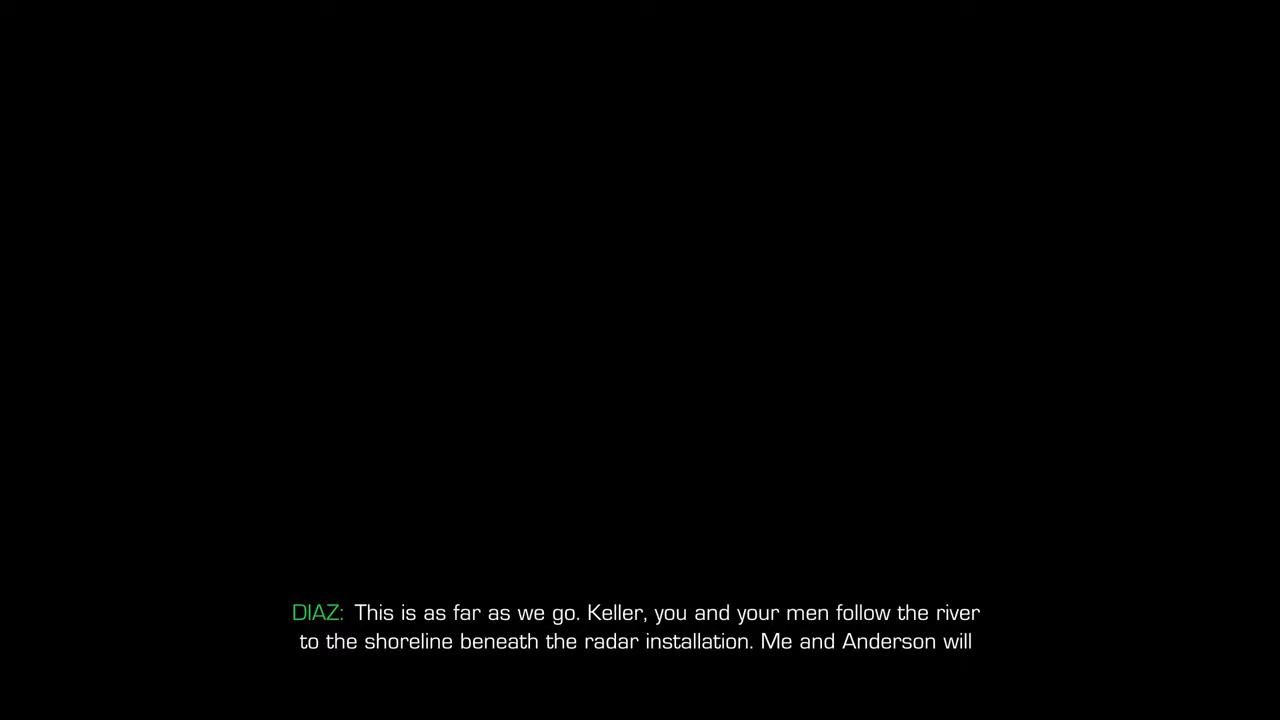 DIAZ: This is as far as we go. Keller, you and your men follow the river
to the shoreline beneath the radar installation. Me and Anderson will